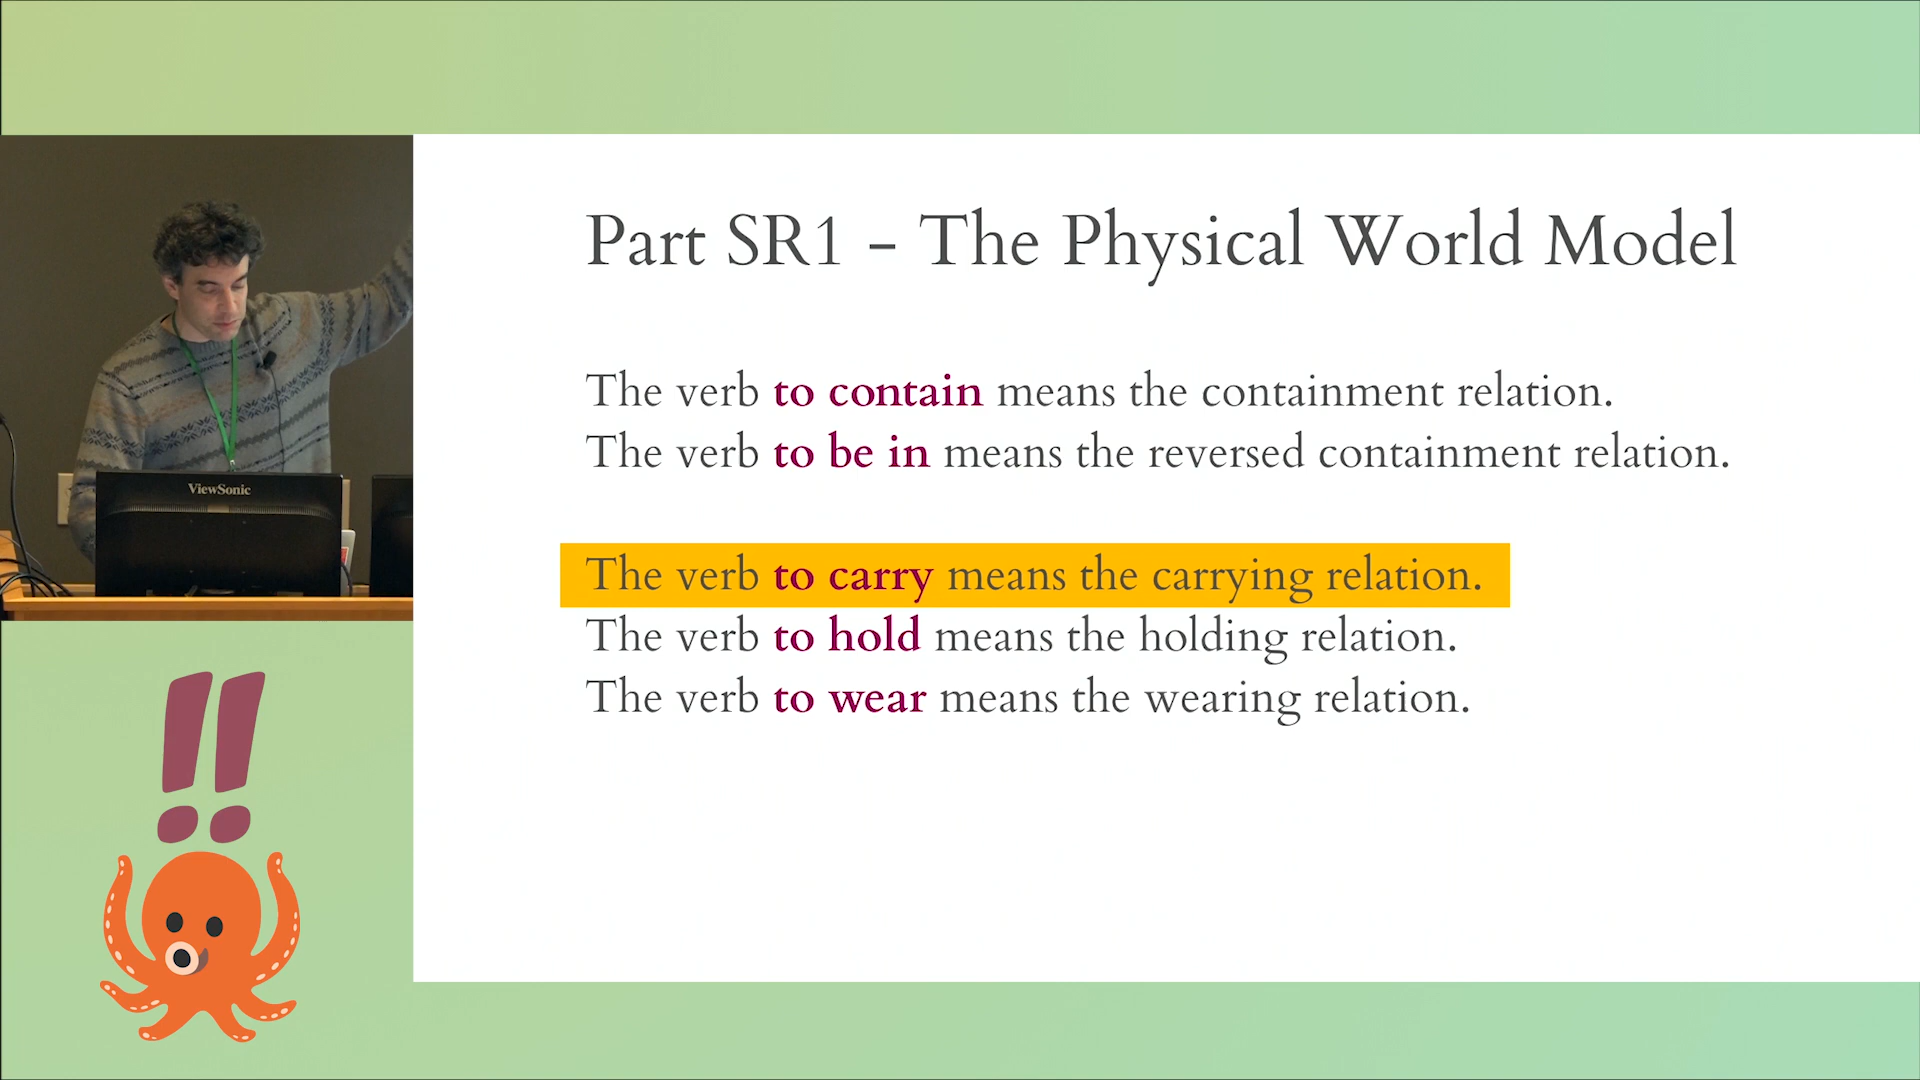 Part SR1 - The Physical World Model
The verb to contain means the containment relation.
The verb to be in means the reversed containment relation.
The verb to carry means the carrying relation.
The verb to hold means the holding relation.
The verb to wear means the wearing relation.
ViewSonic
!!